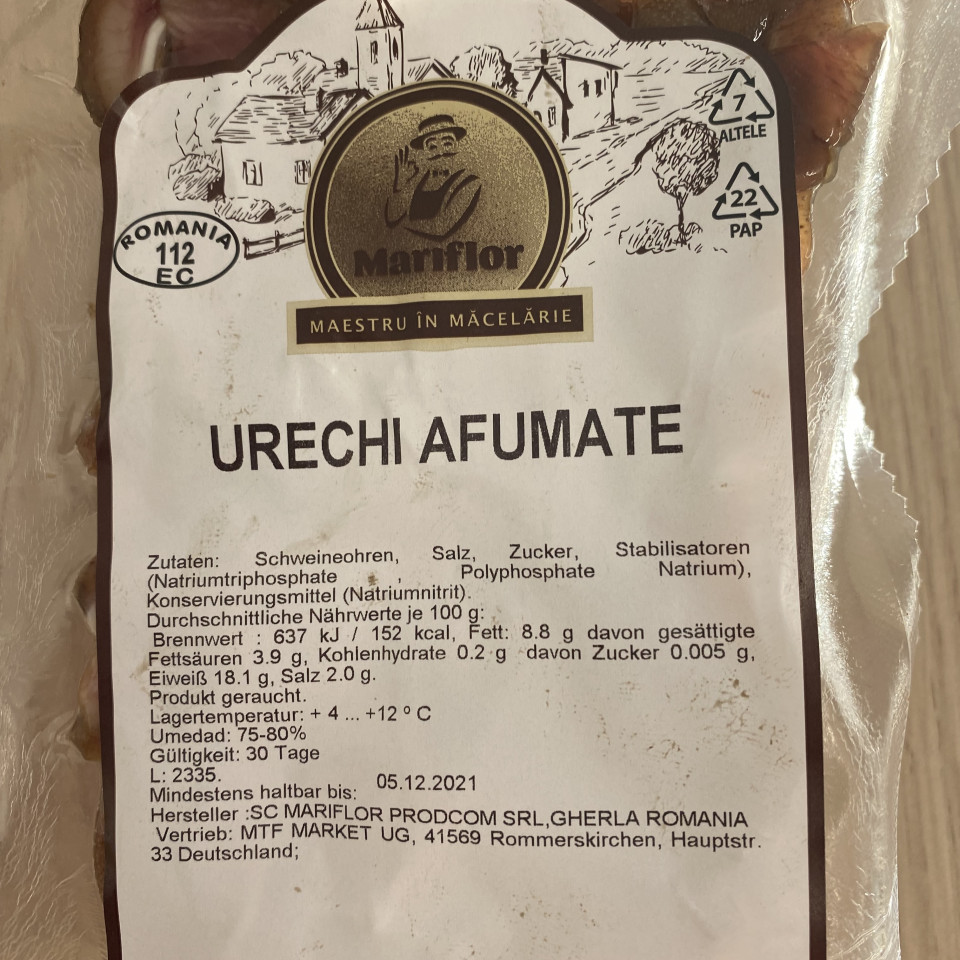 7
ALTELE
22
PAP
ROMANIA
112
EC
Mariflor
MAESTRU ÎN MĂCELĂRIE
URECHI AFUMATE
Zutaten: Schweineohren, Salz, Zucker, Stabilisatoren
(Natriumtriphosphate , Polyphosphate Natrium),
Konservierungsmittel (Natriumnitrit).
Durchschnittliche Nährwerte je 100 g:
Brennwert : 637 kJ / 152 kcal, Fett: 8.8 g davon gesättigte
Fettsäuren 3.9 g, Kohlenhydrate 0.2 g davon Zucker 0.005 g,
Eiweiß 18.1 g, Salz 2.0 g.
Produkt geraucht.
Lagertemperatur: + 4 ... +12 º C
Umedad: 75-80%
Gültigkeit: 30 Tage
L: 2335.
Mindestens haltbar bis: 05.12.2021
Hersteller :SC MARIFLOR PRODCOM SRL,GHERLA ROMANIA
Vertrieb: MTF MARKET UG, 41569 Rommerskirchen, Hauptstr.
33 Deutschland;